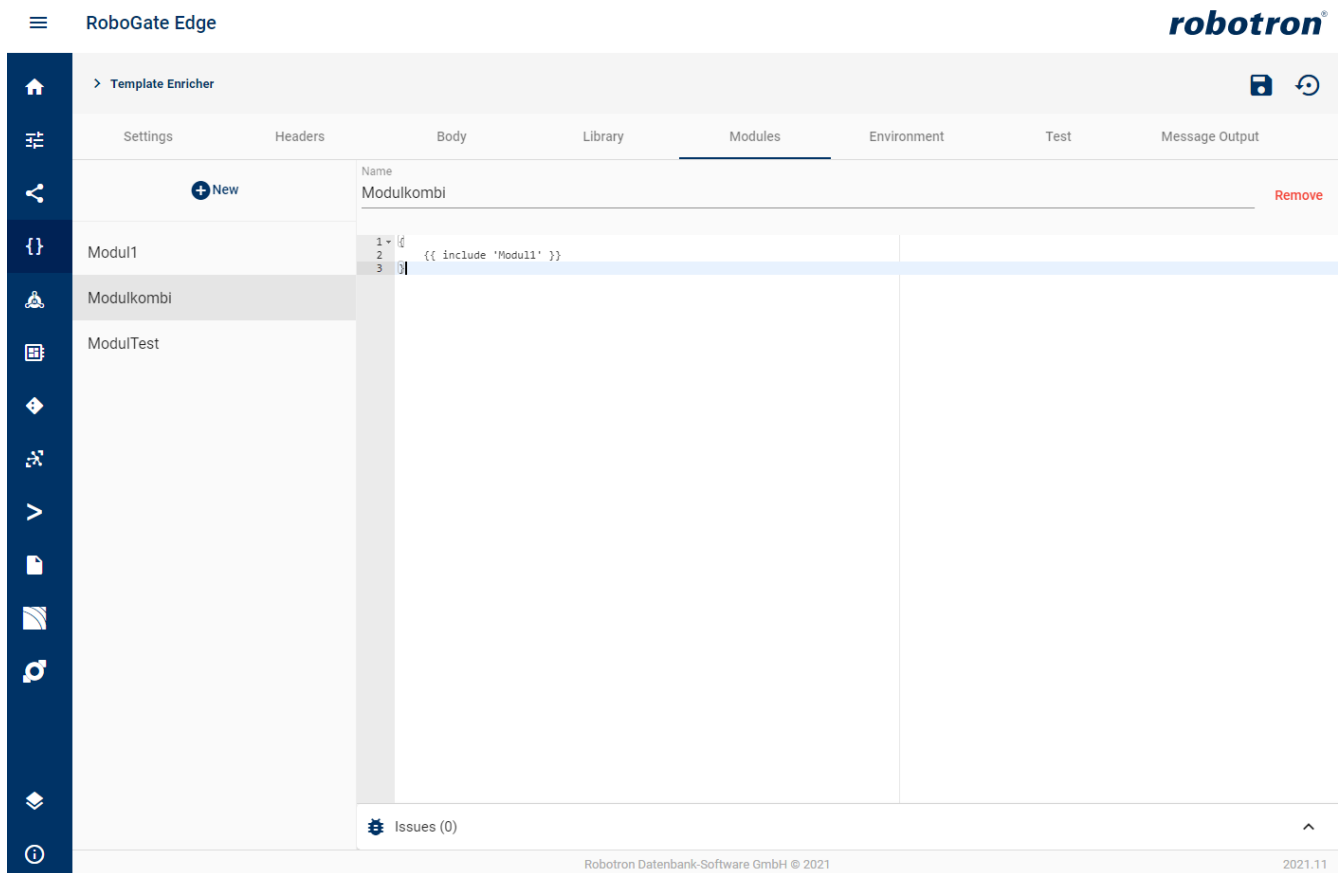 RoboGate Edge
robotron®
Template Enricher
Settings Headers Body Library Modules Environment Test Message Output
New
Name
Modulkombi
Remove
Modul1
Modulkombi
ModulTest
1 {
2 {{ include 'Modul1' }}
3 }
Issues (0)
Robotron Datenbank-Software GmbH © 2021
2021.11